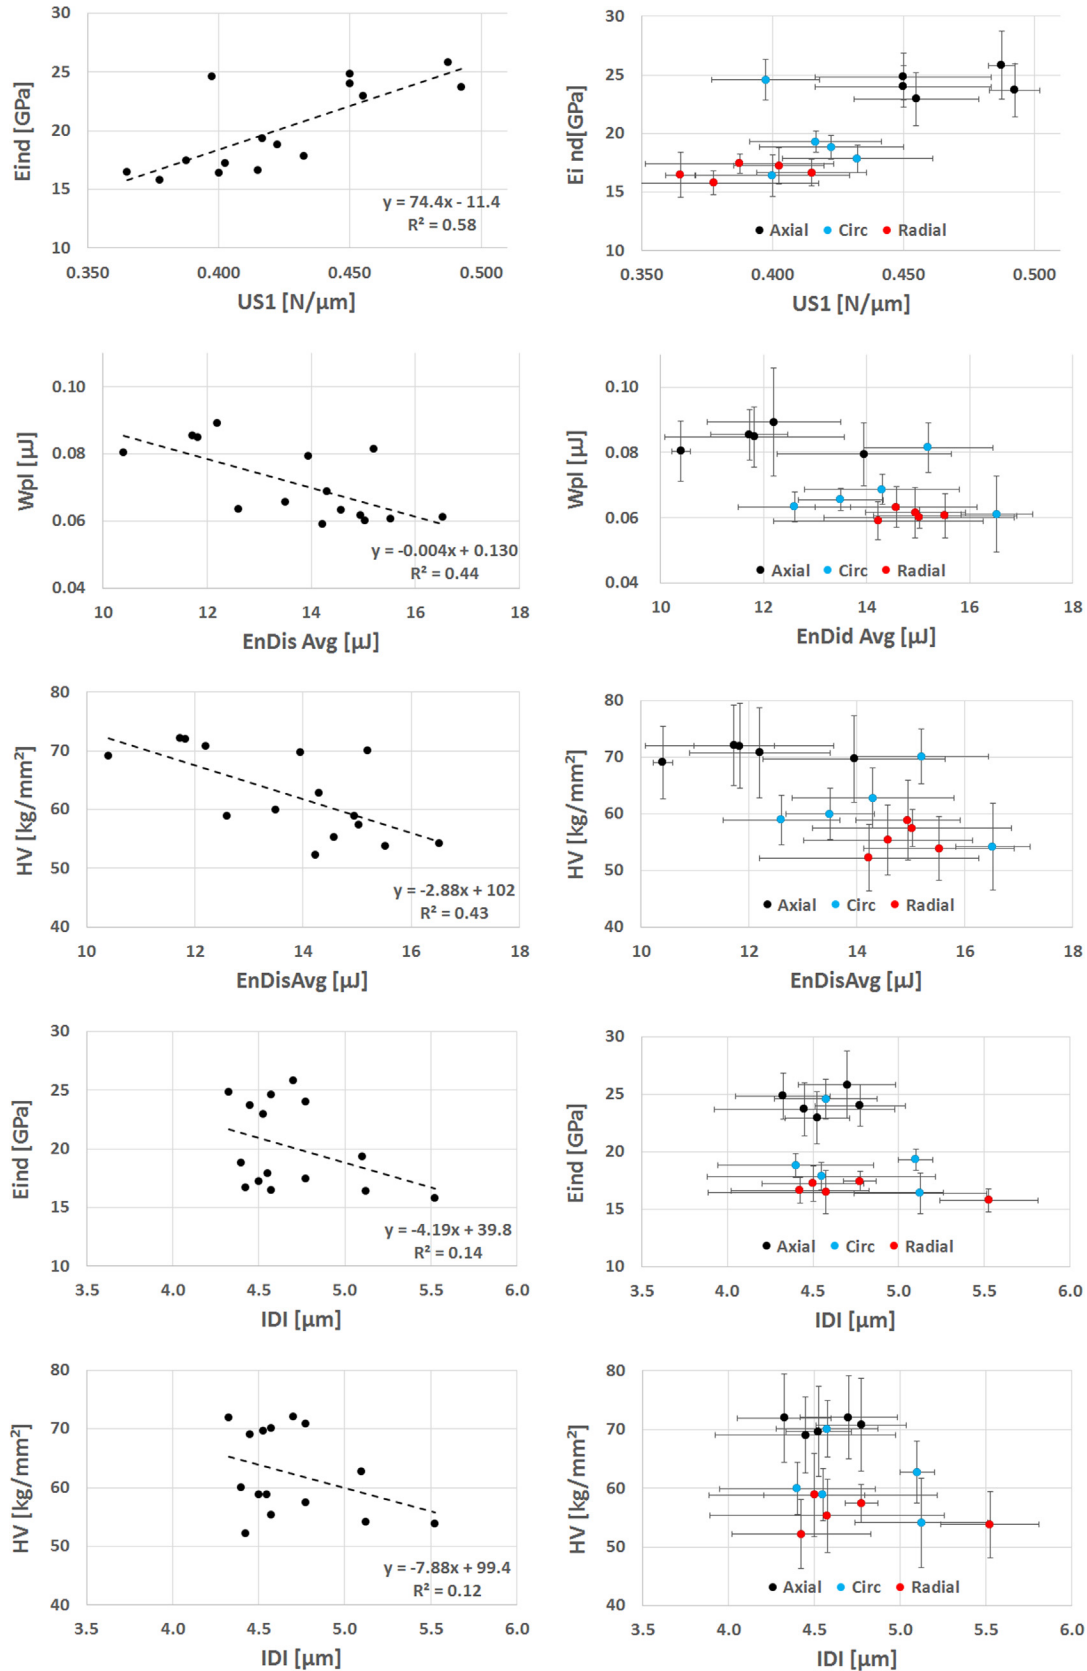 30
25
20
15
10
Eind [GPa]
y = 74.4x - 11.4
R² = 0.58
0.350 0.400 0.450 0.500
US1 [N/µm]
30
25
20
15
10
Ei nd[GPa]
Axial Circ Radial
0.350 0.400 0.450 0.500
US1 [N/µm]
0.10
0.08
0.06
0.04
Wpl [µJ]
y = -0.004x + 0.130
R² = 0.44
10 12 14 16 18
EnDis Avg [µJ]
0.10
0.08
0.06
0.04
Wpl [µJ]
Axial Circ Radial
10 12 14 16 18
EnDid Avg [µJ]
80
70
60
50
40
HV [kg/mm²]
y = -2.88x + 102
R² = 0.43
10 12 14 16 18
EnDisAvg [µJ]
80
70
60
50
40
HV [kg/mm²]
Axial Circ Radial
10 12 14 16 18
EnDisAvg [µJ]
30
25
20
15
10
Eind [GPa]
y = -4.19x + 39.8
R² = 0.14
3.5 4.0 4.5 5.0 5.5 6.0
IDI [µm]
30
25
20
15
10
Eind [GPa]
Axial Circ Radial
3.5 4.0 4.5 5.0 5.5 6.0
IDI [µm]
80
70
60
50
40
HV [kg/mm²]
y = -7.88x + 99.4
R² = 0.12
3.5 4.0 4.5 5.0 5.5 6.0
IDI [µm]
80
70
60
50
40
HV [kg/mm²]
Axial Circ Radial
3.5 4.0 4.5 5.0 5.5 6.0
IDI [µm]